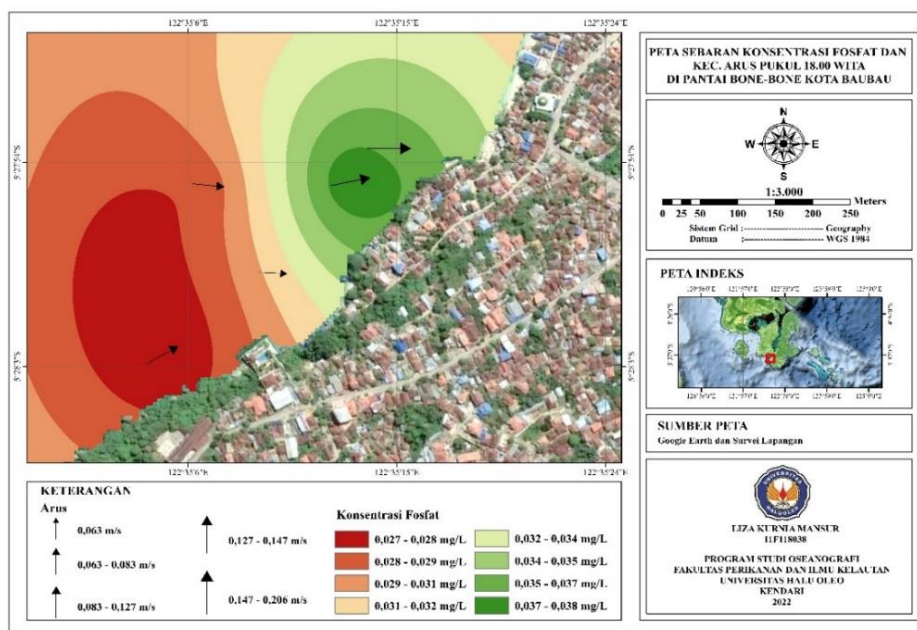 122°35'6"E 122°35'15"E 122°35'24"E
5°27'54"S 5°27'54"S
5°28'3"S 5°28'3"S
122°35'6"E 122°35'15"E 122°35'24"E
KETERANGAN
Arus
0,063 m/s
0,063 - 0.083 m/s
0,083 - 0,127 m/s
0,127 - 0,147 m/s
0,147 - 0,206 m/s
Konsentrasi Fosfat
0,027 - 0,028 mg/L
0,028 - 0,029 mg/L
0,029 - 0,031 mg/L
0,031 - 0,032 mg/L
0,032 - 0,034 mg/L
0,034 - 0,035 mg/L
0,035 - 0,037 mg/L
0,037 - 0,038 mg/L
PETA SEBARAN KONSENTRASI FOSFAT DAN
KEC. ARUS PUKUL 18.00 WITA
DI PANTAI BONE-BONE KOTA BAUBAU
N
W E
S
1:3.000
Meters
0 25 50 100 150 200 250
Sistem Grid : Geography
Datum : WGS 1984
PETA INDEKS
SUMBER PETA
Google Earth dan Survei Lapangan
UNIVERSITAS
HALUOLEO
LIZA KURNIA MANSUR
I1F118038
PROGRAM STUDI OSEANOGRAFI
FAKULTAS PERIKANAN DAN ILMU KELAUTAN
UNIVERSITAS HALU OLEO
KENDARI
2022